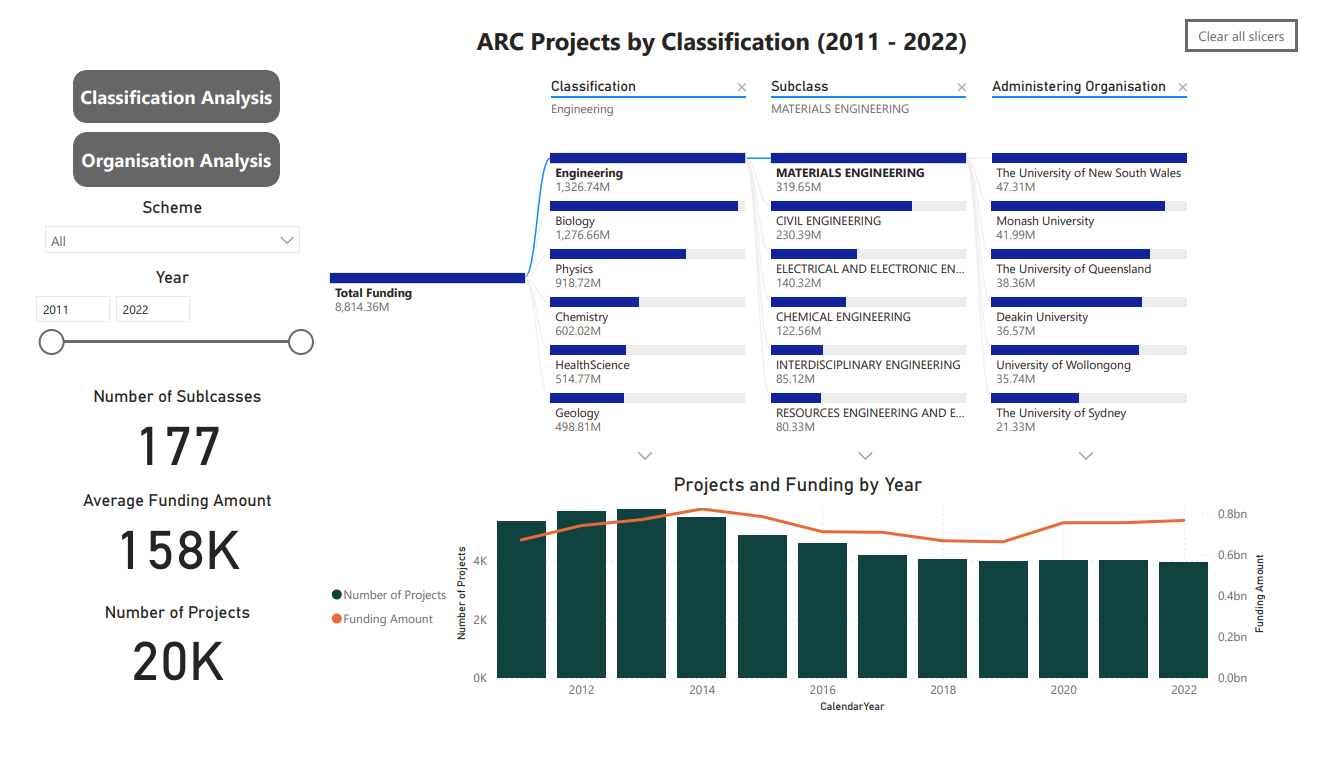 ARC Projects by Classification (2011 - 2022)
Clear all slicers
Classification Analysis
Organisation Analysis
Scheme
All
Year
2011
2022
Number of Sublcasses
177
Average Funding Amount
158K
Number of Projects
20K
Total Funding
8,814.36M
Classification
Engineering
Engineering
1,326.74M
Biology
1,276.66M
Physics
918.72M
Chemistry
602.02M
HealthScience
514.77M
Geology
498.81M
Subclass
MATERIALS ENGINEERING
MATERIALS ENGINEERING
319.65M
CIVIL ENGINEERING
230.39M
ELECTRICAL AND ELECTRONIC EN...
140.32M
CHEMICAL ENGINEERING
122.56M
INTERDISCIPLINARY ENGINEERING
85.12M
RESOURCES ENGINEERING AND E...
80.33M
Administering Organisation
The University of New South Wales
47.31M
Monash University
41.99M
The University of Queensland
38.36M
Deakin University
36.57M
University of Wollongong
35.74M
The University of Sydney
21.33M
Projects and Funding by Year
Number of Projects
Funding Amount
Number of Projects
4K
2K
0K
2012
2014
2016
2018
2020
2022
CalendarYear
0.8bn
0.6bn
0.4bn
0.2bn
0.0bn
Funding Amount